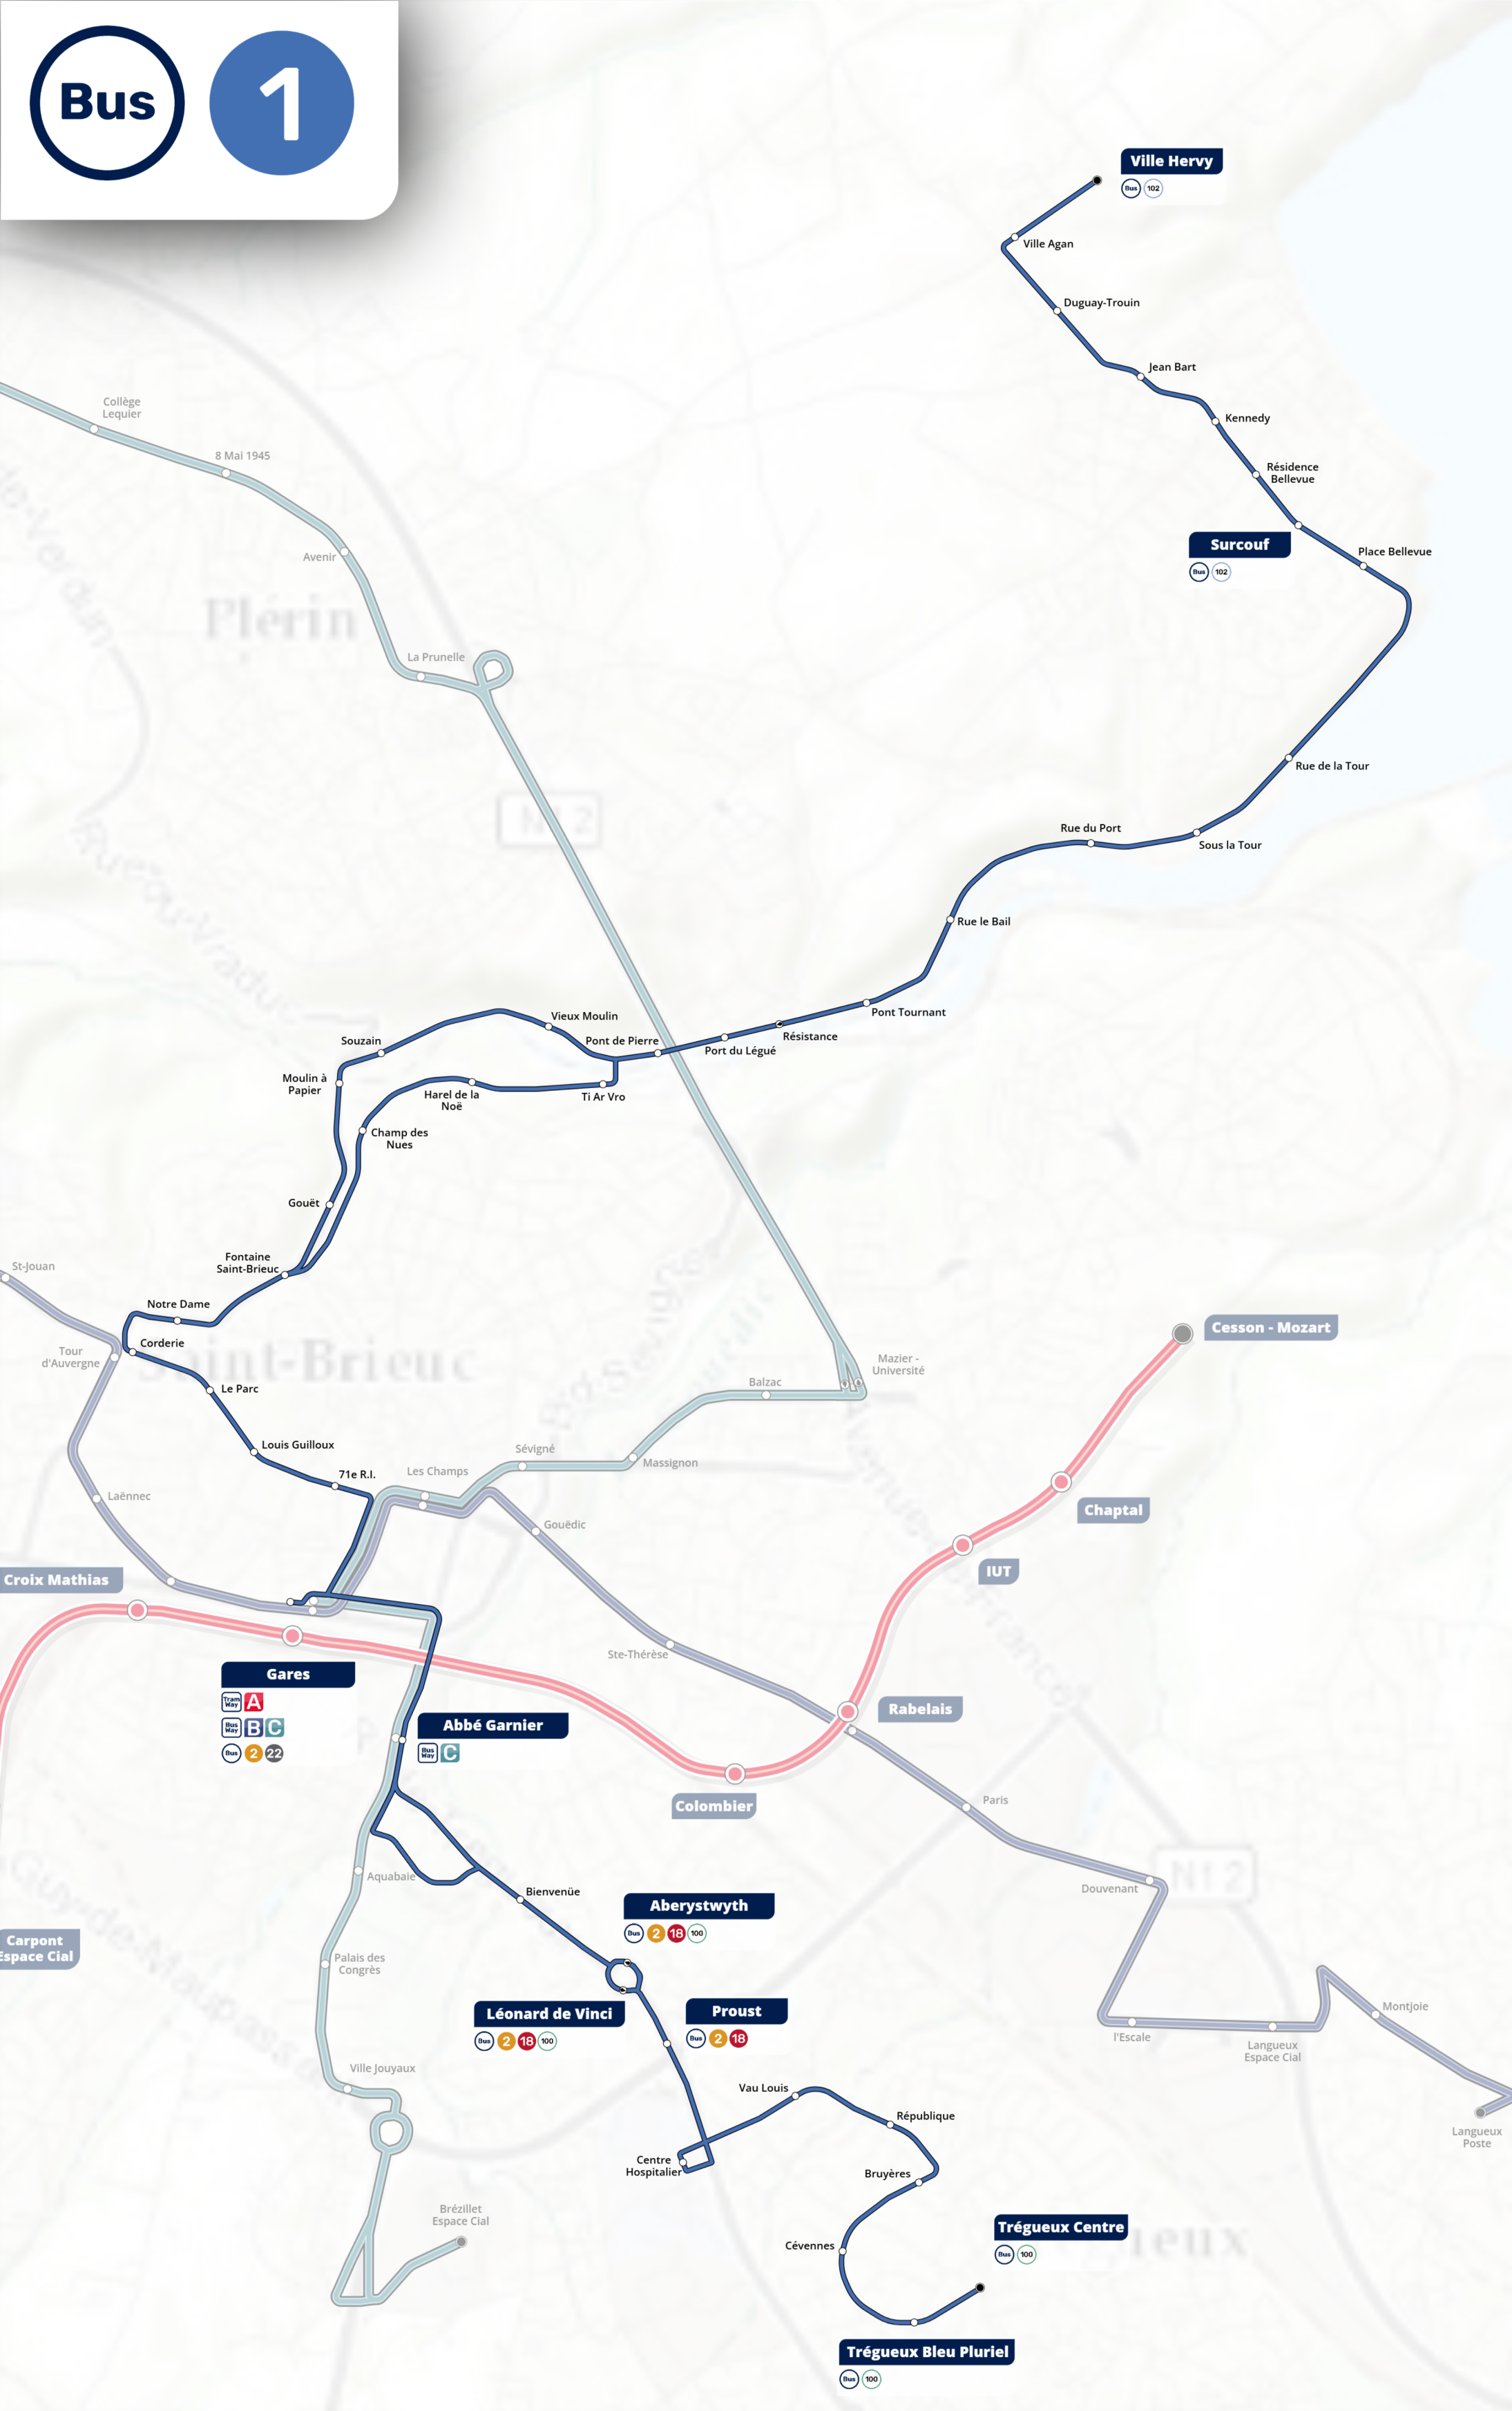 Bus 1
Ville Hervy
Bus 102
Ville Agan
Duguay-Trouin
Jean Bart
Kennedy
Résidence
Bellevue
Surcouf
Bus 102
Place Bellevue
Collège
Lequier
8 Mai 1945
Avenir
Plérin
La Prunelle
Rue de la Tour
Rue du Port
Sous la Tour
Rue le Bail
Pont Tournant
Résistance
Port du Légué
Pont de Pierre
Vieux Moulin
Souzain
Moulin à
Papier
Harel de la
Noë
Ti Ar Vro
Champ des
Nues
Gouët
Fontaine
Saint-Brieuc
St-Jouan
Notre Dame
Tour
d'Auvergne
Corderie
Saint-Brieuc
Le Parc
Louis Guilloux
71e R.I.
Laënnec
Les Champs
Sévigné
Massignon
Balzac
Mazier -
Université
Cesson - Mozart
Chaptal
IUT
Gouëdic
Croix Mathias
Ste-Thérèse
Gares
Tram Way A
Bus Way B C
Bus 2 22
Abbé Garnier
Bus Way C
Rabelais
Colombier
Paris
N12
Douvenant
Aquabaie
Bienvenüe
Aberystwyth
Bus 2 18 100
Carpont
Espace Cial
Palais des
Congrès
Léonard de Vinci
Bus 2 18 100
Proust
Bus 2 18
l'Escale
Langueux
Espace Cial
Montjoie
Langueux
Poste
Ville Jouyaux
Vau Louis
République
Centre
Hospitalier
Bruyères
Brézillet
Espace Cial
Cévennes
Trégueux Centre
Bus 100
eux
Trégueux Bleu Pluriel
Bus 100